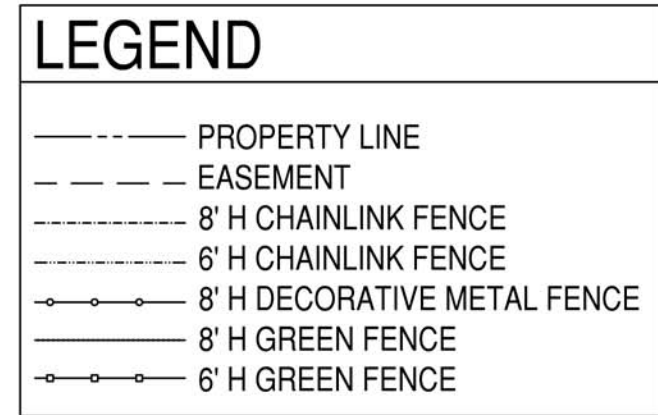 LEGEND
PROPERTY LINE
EASEMENT
8' H CHAINLINK FENCE
6' H CHAINLINK FENCE
8' H DECORATIVE METAL FENCE
8' H GREEN FENCE
6' H GREEN FENCE